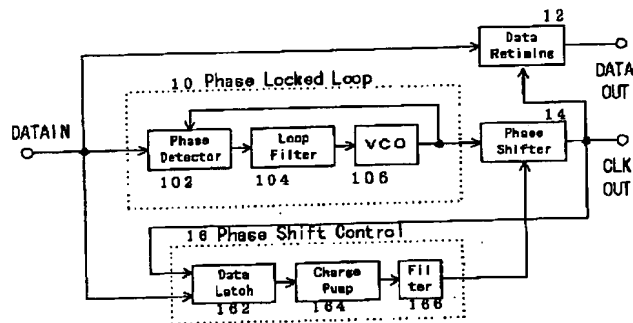 12
Data
Retiming
DATA
OUT
10 Phase Locked Loop
DATAIN
Phase
Detector
102
Loop
Filter
104
VCO
106
14
Phase
Shifter
CLK
OUT
16 Phase Shift Control
Data
Latch
162
Charge
Pump
164
Fil
ter
166